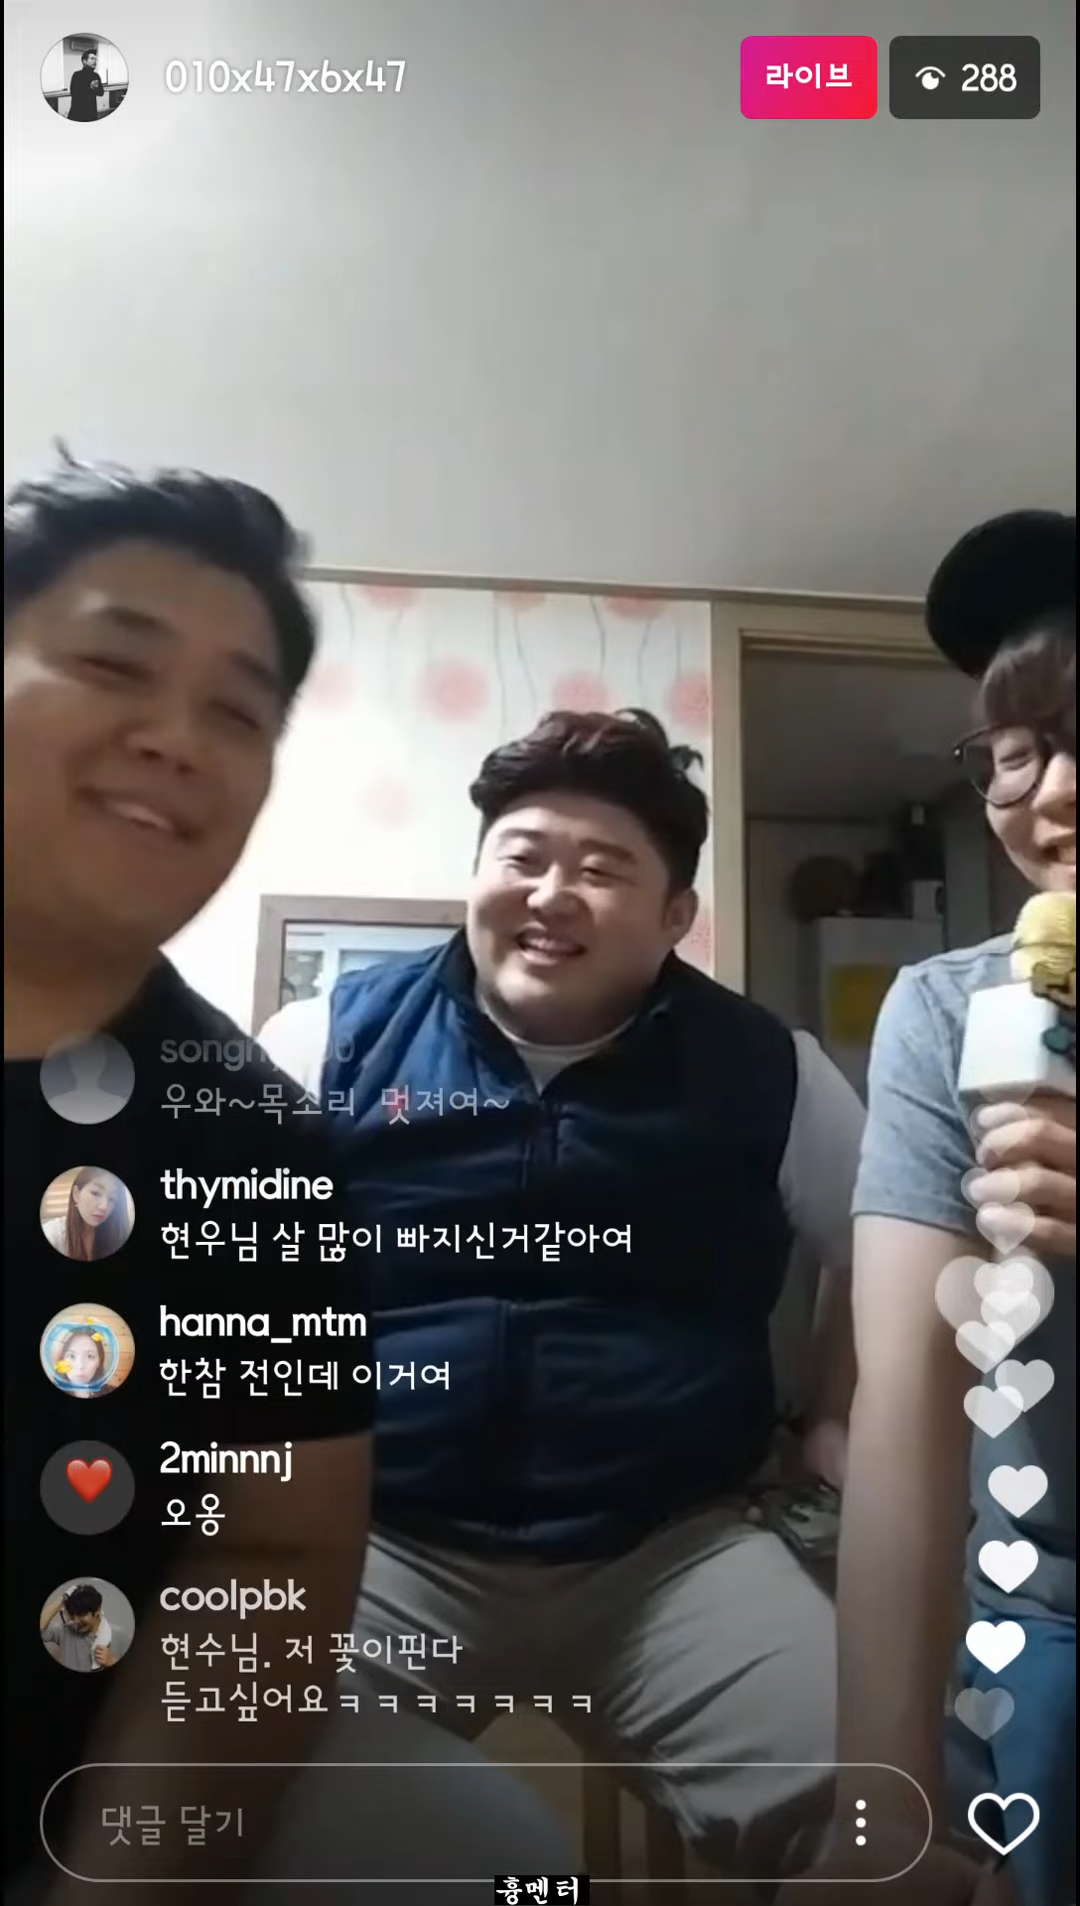 010x47x6x47
라이브
288
우와~목소리 멋져여~
thymidine
현우님 살 많이 빠지신거같아여
hanna_mtm
한참 전인데 이거여
2minnnj
오옹
coolpbk
현수님. 저 꽃이핀다
듣고싶어요ㅋㅋㅋㅋㅋㅋㅋ
댓글 달기
흥멘터